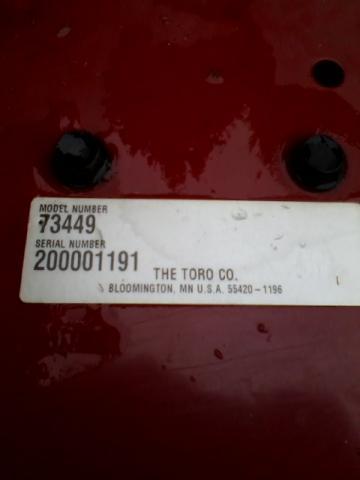 MODEL NUMBER
73449
SERIAL NUMBER
200001191
THE TORO CO.
BLOOMINGTON, MN U.S.A. 55420-1196